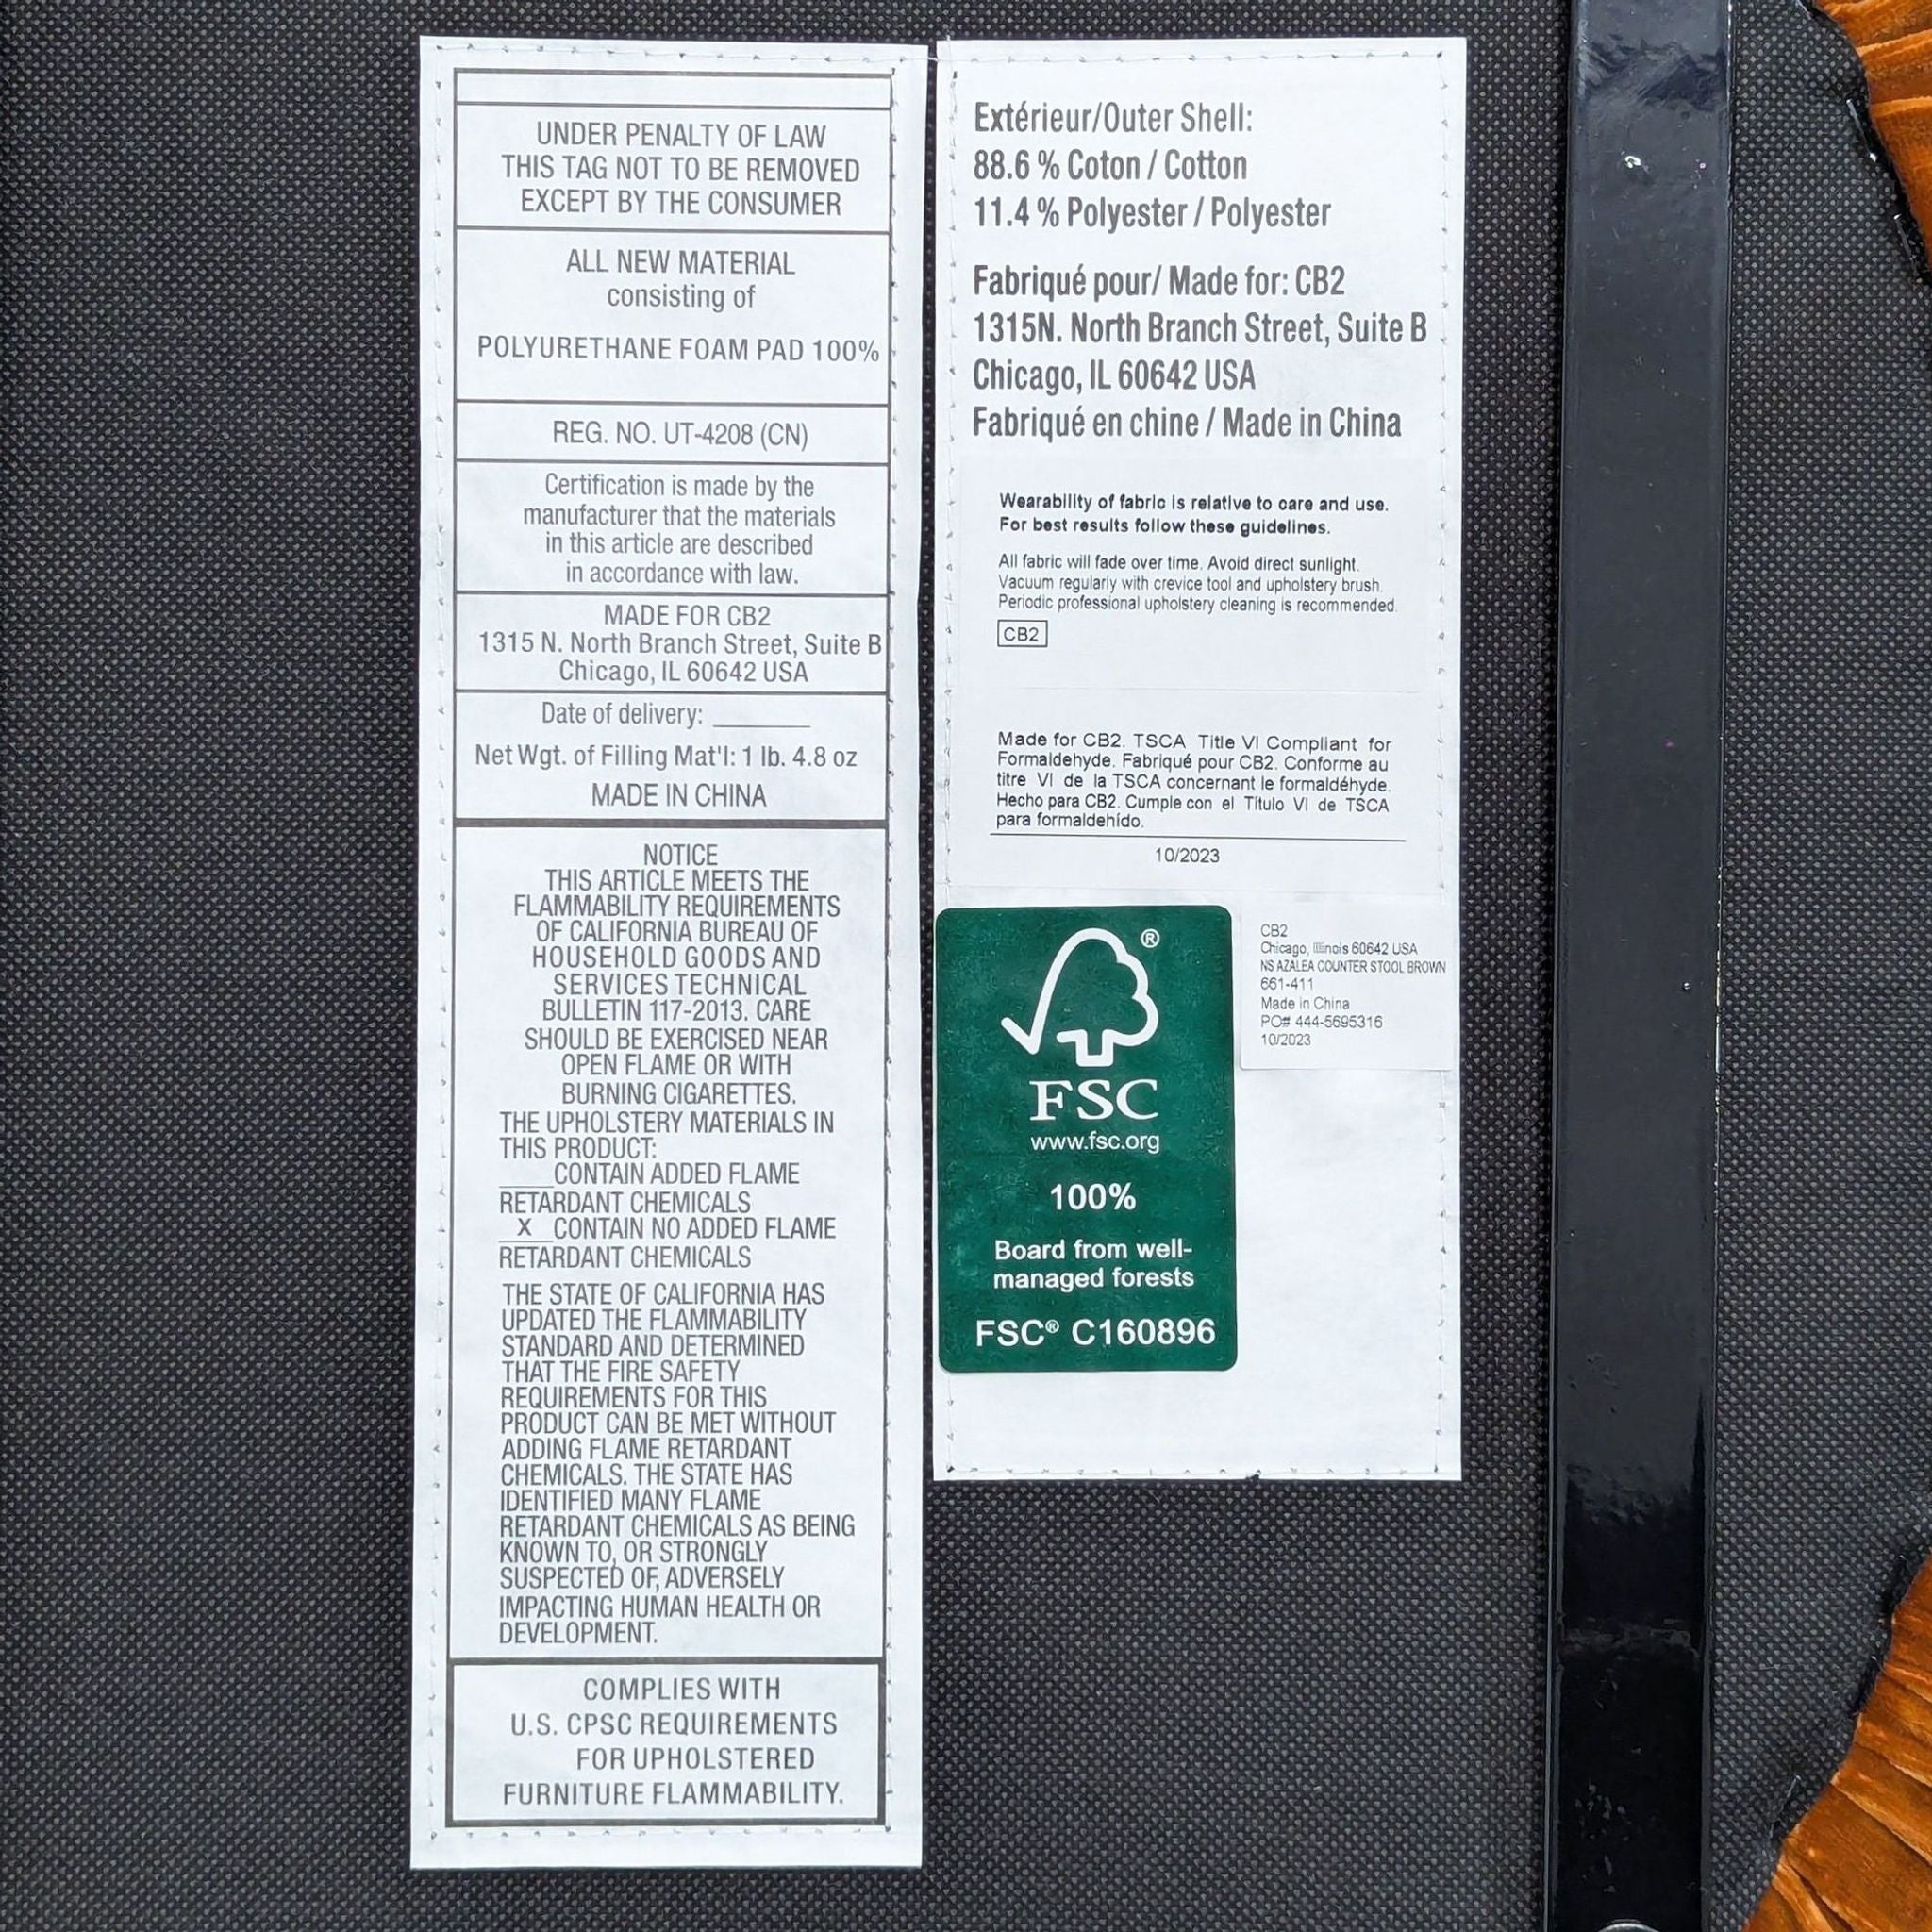 UNDER PENALTY OF LAW
THIS TAG NOT TO BE REMOVED
EXCEPT BY THE CONSUMER
ALL NEW MATERIAL
consisting of
POLYURETHANE FOAM PAD 100%
REG. NO. UT-4208 (CN)
Certification is made by the
manufacturer that the materials
in this article are described
in accordance with law.
MADE FOR CB2
1315 N. North Branch Street, Suite B
Chicago, IL 60642 USA
Date of delivery: _______
Net Wgt. of Filling Mat'l: 1 lb. 4.8 oz
MADE IN CHINA
NOTICE
THIS ARTICLE MEETS THE
FLAMMABILITY REQUIREMENTS
OF CALIFORNIA BUREAU OF
HOUSEHOLD GOODS AND
SERVICES TECHNICAL
BULLETIN 117-2013. CARE
SHOULD BE EXERCISED NEAR
OPEN FLAME OR WITH
BURNING CIGARETTES.
THE UPHOLSTERY MATERIALS IN
THIS PRODUCT:
____CONTAIN ADDED FLAME
RETARDANT CHEMICALS
_X_CONTAIN NO ADDED FLAME
RETARDANT CHEMICALS
THE STATE OF CALIFORNIA HAS
UPDATED THE FLAMMABILITY
STANDARD AND DETERMINED
THAT THE FIRE SAFETY
REQUIREMENTS FOR THIS
PRODUCT CAN BE MET WITHOUT
ADDING FLAME RETARDANT
CHEMICALS. THE STATE HAS
IDENTIFIED MANY FLAME
RETARDANT CHEMICALS AS BEING
KNOWN TO, OR STRONGLY
SUSPECTED OF, ADVERSELY
IMPACTING HUMAN HEALTH OR
DEVELOPMENT.
COMPLIES WITH
U.S. CPSC REQUIREMENTS
FOR UPHOLSTERED
FURNITURE FLAMMABILITY.
Extérieur/Outer Shell:
88.6 % Coton / Cotton
11.4 % Polyester / Polyester
Fabriqué pour/ Made for: CB2
1315N. North Branch Street, Suite B
Chicago, IL 60642 USA
Fabriqué en chine / Made in China
Wearability of fabric is relative to care and use.
For best results follow these guidelines.
All fabric will fade over time. Avoid direct sunlight.
Vacuum regularly with crevice tool and upholstery brush.
Periodic professional upholstery cleaning is recommended.
CB2
Made for CB2. TSCA Title VI Compliant for
Formaldehyde. Fabriqué pour CB2. Conforme au
titre VI de la TSCA concernant le formaldéhyde.
Hecho para CB2. Cumple con el Título VI de TSCA
para formaldehído.
10/2023
®
FSC
www.fsc.org
100%
Board from well-
managed forests
FSC® C160896
CB2
Chicago, Illinois 60642 USA
NS AZALEA COUNTER STOOL BROWN
661-411
Made in China
PO# 444-5695316
10/2023